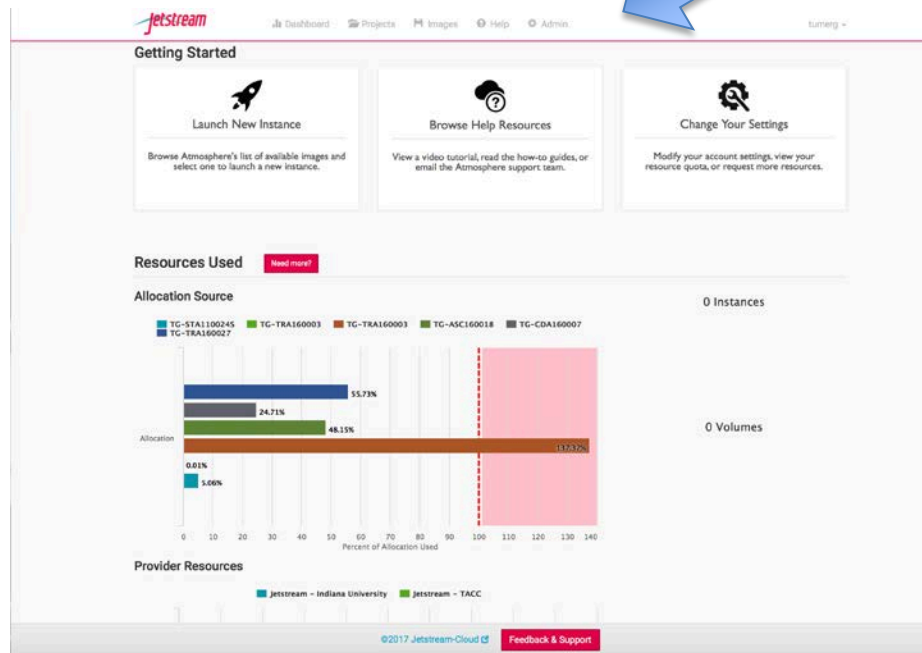 Jetstream
Dashboard Projects Images Help Admin
tumerg
Getting Started
Launch New Instance
Browse Atmosphere's list of available images and
select one to launch a new instance.
Browse Help Resources
View a video tutorial, read the how-to guides, or
email the Atmosphere support team.
Change Your Settings
Modify your account settings, view your
resource quota, or request more resources.
Resources Used
Need more?
Allocation Source
TG-STA110024S TG-TRA160003 TG-TRA160003 TG-ASC160018 TG-CDA160007
TG-TRA160027
55.73%
24.71%
48.15%
Allocation
0.01%
5.06%
0 10 20 30 40 50 60 70 80 90 100 110 120 130 140
Percent of Allocation Used
0 Instances
0 Volumes
Provider Resources
Jetstream - Indiana University Jetstream - TACC
©2017 Jetstream-Cloud
Feedback & Support